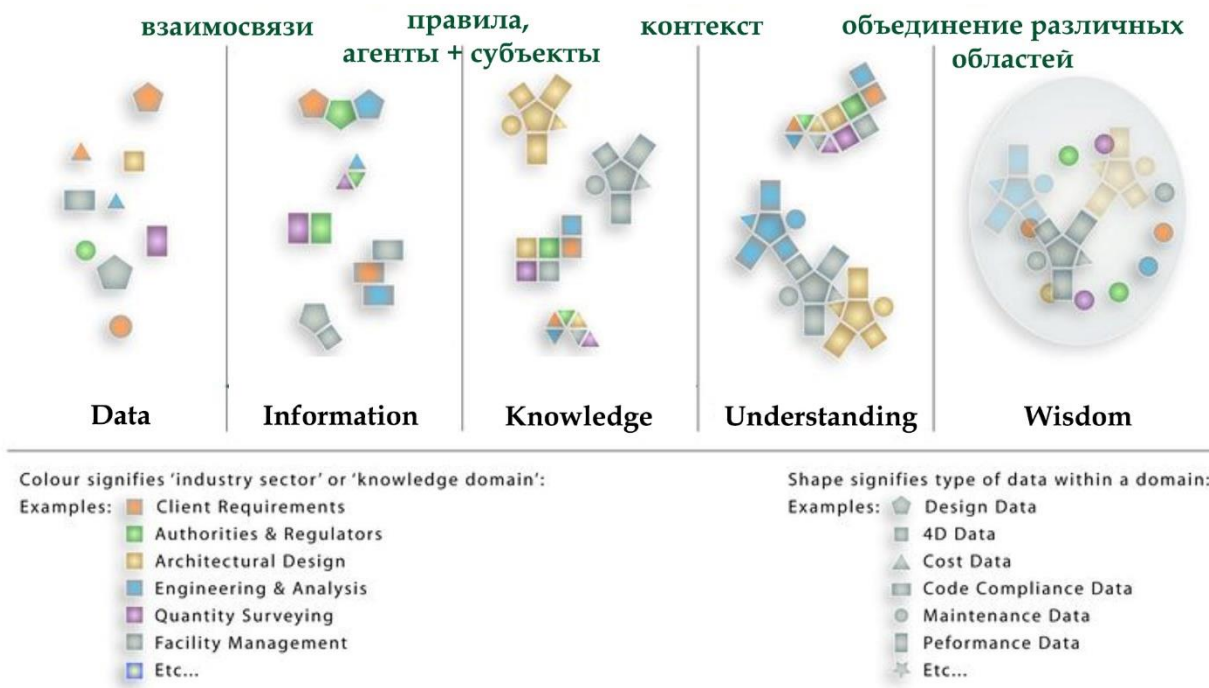 взаимосвязи
правила,
агенты + субъекты
контекст
объединение различных
областей
Data
Information
Knowledge
Understanding
Wisdom
Colour signifies ‘industry sector’ or ‘knowledge domain’:
Examples:
Client Requirements
Authorities & Regulators
Architectural Design
Engineering & Analysis
Quantity Surveying
Facility Management
Etc...
Shape signifies type of data within a domain:
Examples:
Design Data
4D Data
Cost Data
Code Compliance Data
Maintenance Data
Peformance Data
Etc...